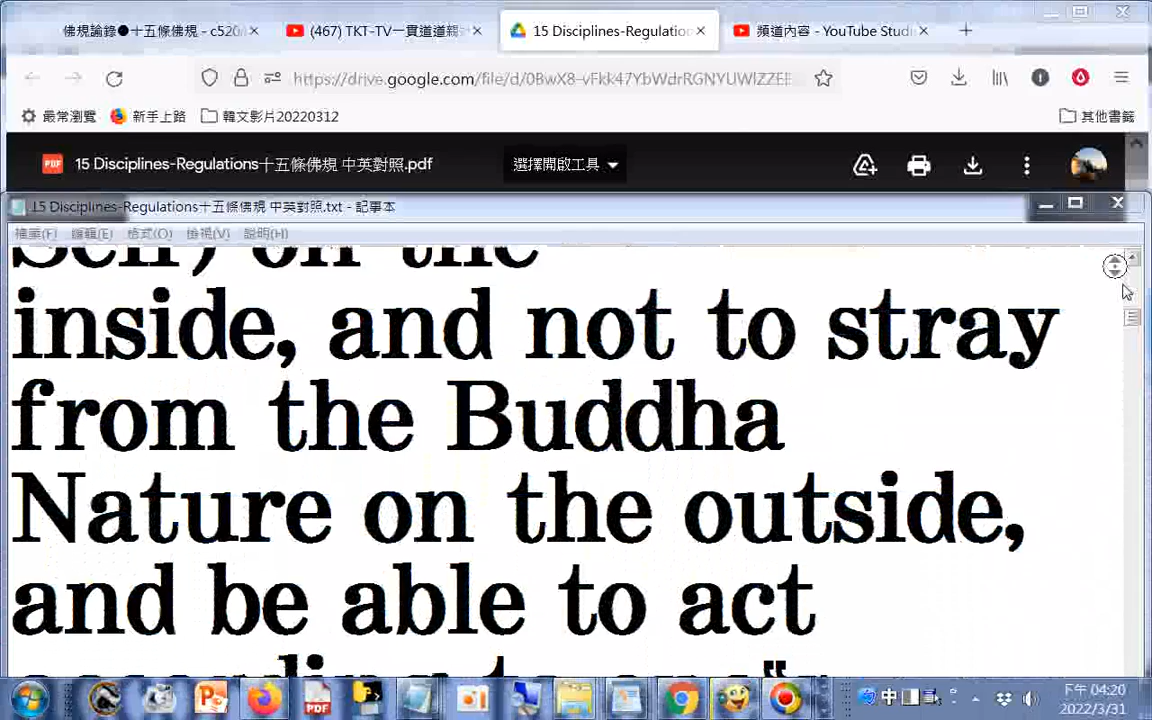 佛規論錄●十五條佛規 - c520
(467) TKT-TV一貫道道親
15 Disciplines-Regulation
頻道內容 - YouTube Studi
https://drive.google.com/file/d/0BwX8-vFkk47YbWdrRGNYUWlZZEE
最常瀏覽
新手上路
韓文影片20220312
其他書籤
PDF
15 Disciplines-Regulations十五條佛規 中英對照.pdf
選擇開啟工具
15 Disciplines-Regulations十五條佛規 中英對照.txt - 記事本
檔案(F) 編輯(E) 格式(O) 檢視(V) 說明(H)
Self) on the
inside, and not to stray
from the Buddha
Nature on the outside,
and be able to act
中
下午 04:20
2022/3/31